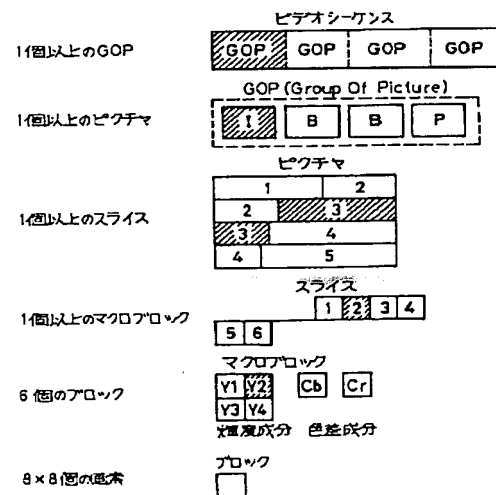 ビデオシーケンス
1個以上のGOP
GOP GOP GOP GOP
GOP (Group Of Picture)
1個以上のピクチャ
I B B P
ピクチャ
1個以上のスライス
1 2
2 3
3 4
4 5
スライス
1個以上のマクロブロック
1 2 3 4
5 6
マクロブロック
6個のブロック
Y1 Y2 Cb Cr
Y3 Y4
輝度成分 色差成分
ブロック
8×8個の画素